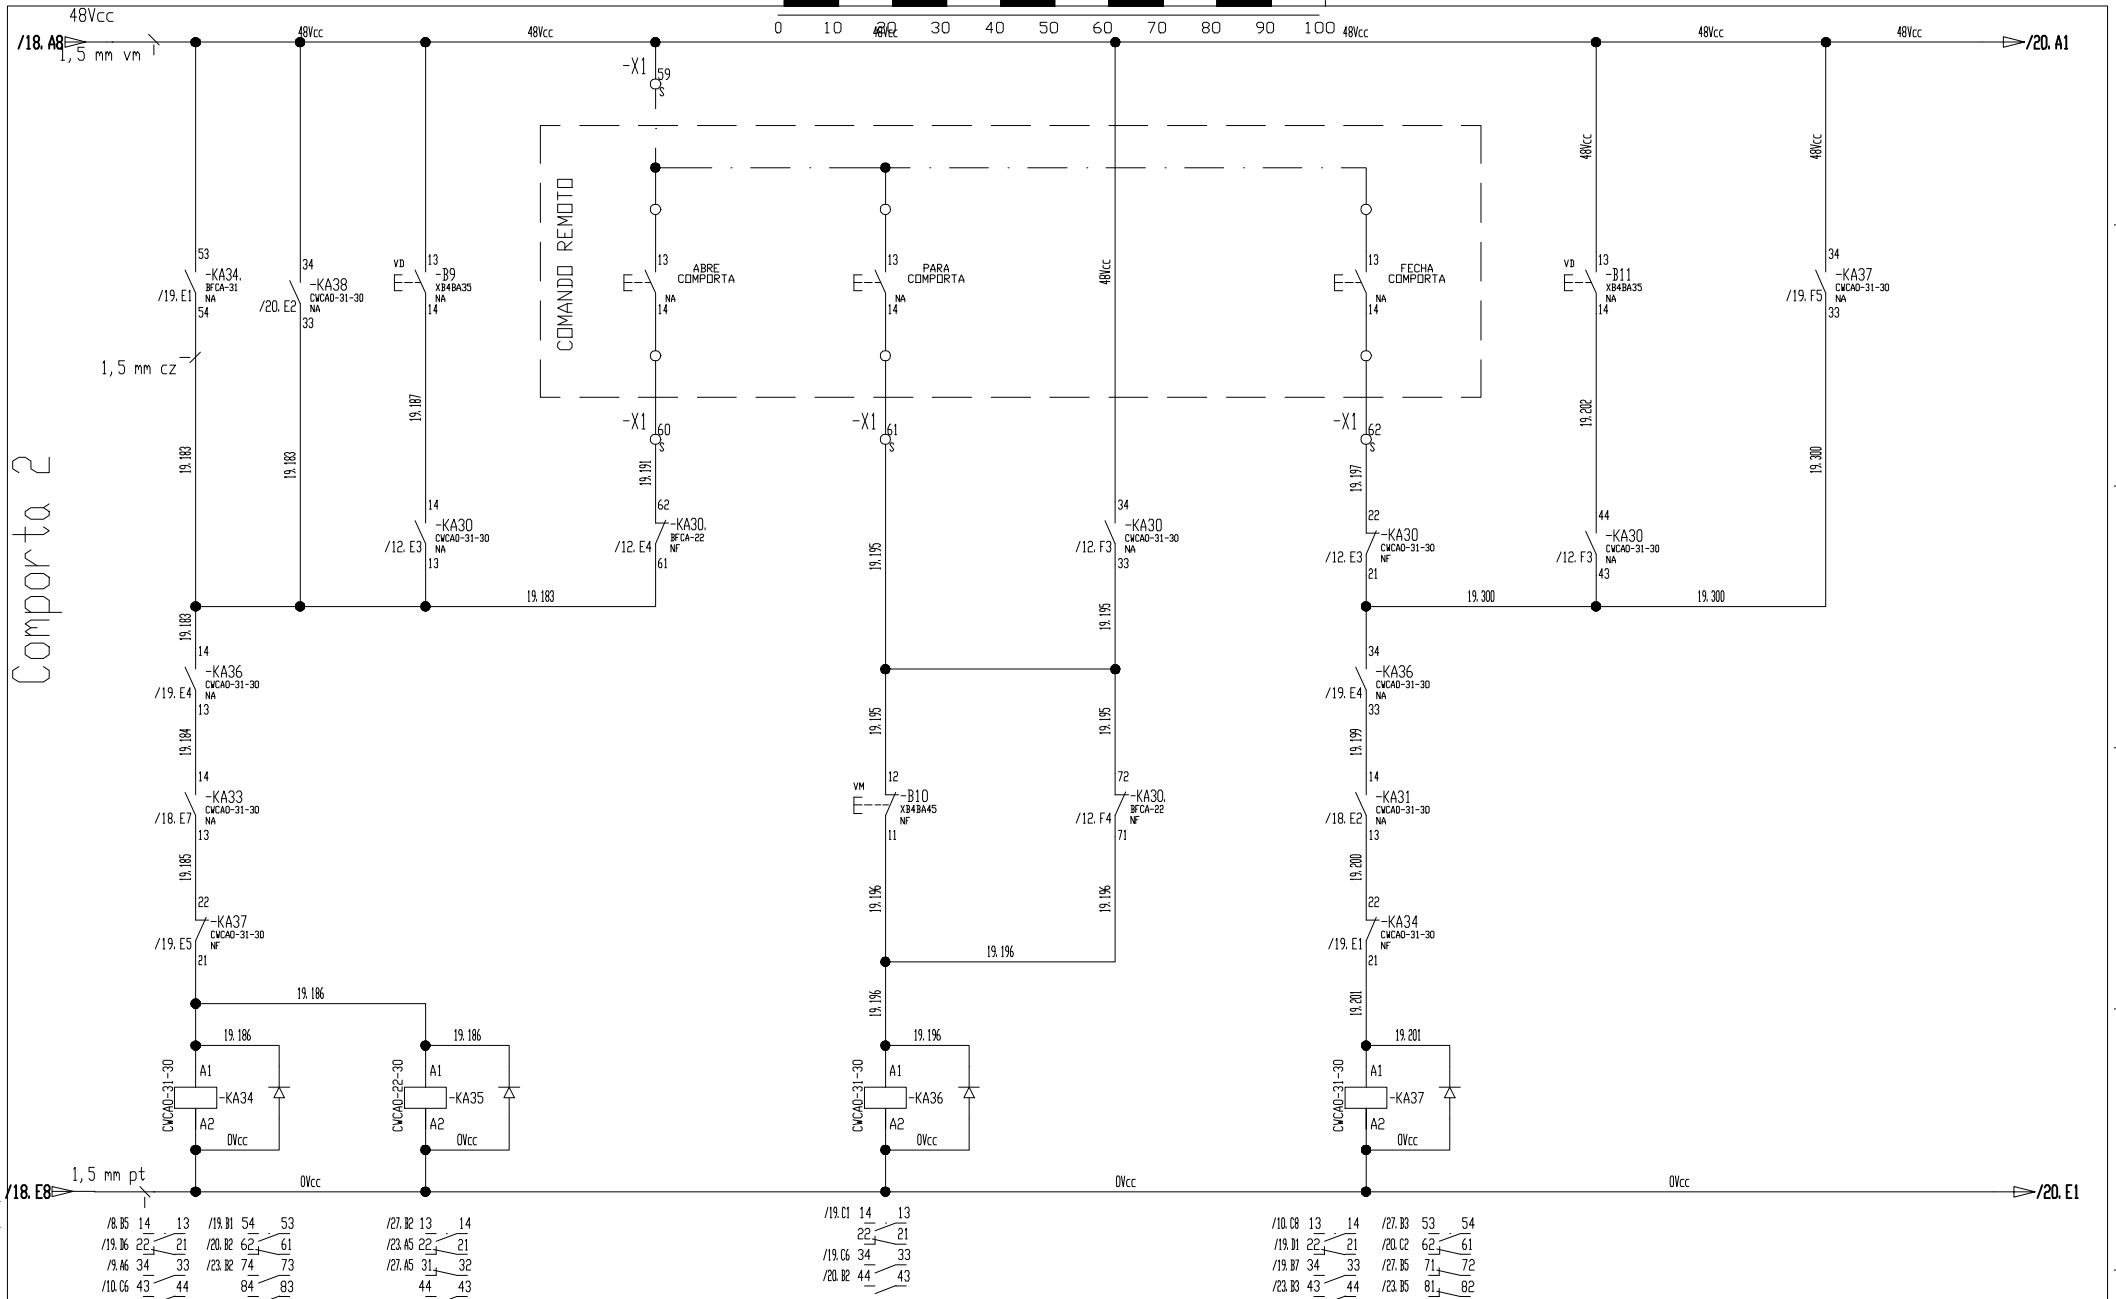 48Vcc
0 10 20 30 40 50 60 70 80 90 100
/18. A8
48Vcc 48Vcc 48Vcc 48Vcc 48Vcc 48Vcc 48Vcc
/20. A1
1,5 mm vm
-X1 59
S
48Vcc
48Vcc
48Vcc
COMANDO REMOTO
53
-KA34.
BFCA-31
NA
/19. E1
54
34
-KA38
CWCA0-31-30
NA
/20. E2
33
VD
13
-B9
XB4BA35
NA
14
13
ABRE
COMPORTA
NA
14
13
PARA
COMPORTA
NA
14
13
FECHA
COMPORTA
NA
14
VD
13
-B11
XB4BA35
NA
14
34
-KA37
CWCA0-31-30
NA
/19. F5
33
1,5 mm cz
19.183
19.183
19.187
-X1 60
S
19.191
-X1 61
S
-X1 62
S
19.197
19.202
19.300
Comporta 2
14
-KA30
CWCA0-31-30
NA
/12. E3
13
62
-KA30.
BFCA-22
NF
/12. E4
61
19.195
34
-KA30
CWCA0-31-30
NA
/12. F3
33
22
-KA30
CWCA0-31-30
NF
/12. E3
21
44
-KA30
CWCA0-31-30
NA
/12. F3
43
19.183
19.183
19.195
19.300
19.300
14
-KA36
CWCA0-31-30
NA
/19. E4
13
34
-KA36
CWCA0-31-30
NA
/19. E4
33
19.184
19.195
19.195
19.199
14
-KA33
CWCA0-31-30
NA
/18. E7
13
VM
12
-B10
XB4BA45
NF
11
72
-KA30.
BFCA-22
NF
/12. F4
71
14
-KA31
CWCA0-31-30
NA
/18. E2
13
19.185
19.196
19.196
19.200
22
-KA37
CWCA0-31-30
NF
/19. E5
21
22
-KA34
CWCA0-31-30
NF
/19. E1
21
19.196
19.186
19.196
19.201
19.186
19.186
19.196
19.201
CWCA0-31-30
A1
-KA34
A2
0Vcc
CWCA0-22-30
A1
-KA35
A2
0Vcc
CWCA0-31-30
A1
-KA36
A2
CWCA0-31-30
A1
-KA37
A2
0Vcc
1,5 mm pt
/18. E8
0Vcc 0Vcc 0Vcc
/20. E1
/8. B5 14 13
/19. D6 22 21
/9. A6 34 33
/10. C6 43 44
/19. B1 54 53
/20. B2 62 61
/23. B2 74 73
84 83
/27. B2 13 14
/23. A5 22 21
/27. A5 31 32
44 43
/19. C1 14 13
22 21
/19. C6 34 33
/20. B2 44 43
/10. C8 13 14
/19. D1 22 21
/19. B7 34 33
/23. B3 43 44
/27. B3 53 54
/20. C2 62 61
/27. B5 71 72
/23. B5 81 82